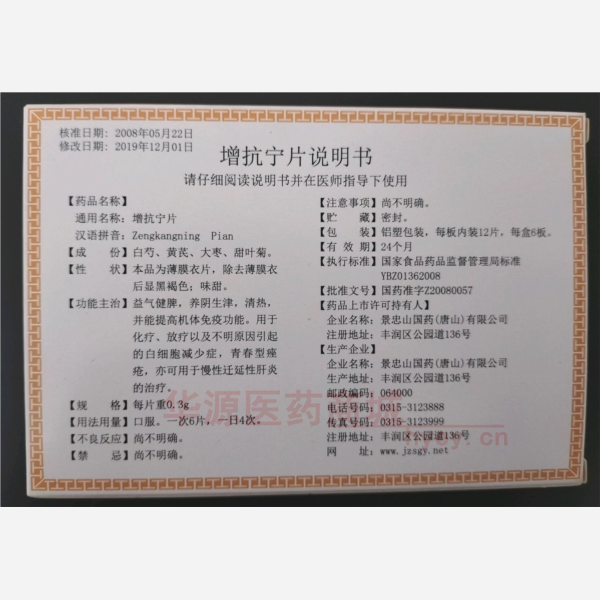 核准日期: 2008年05月22日
修改日期: 2019年12月01日
增抗宁片说明书
请仔细阅读说明书并在医师指导下使用
【药品名称】
通用名称: 增抗宁片
汉语拼音: Zengkangning Pian
【成　份】白芍、黄芪、大枣、甜叶菊。
【性　状】本品为薄膜衣片, 除去薄膜衣
后显黑褐色; 味甜。
【功能主治】益气健脾, 养阴生津, 清热,
并能提高机体免疫功能。用于
化疗、放疗以及不明原因引起
的白细胞减少症, 青春型痤
疮, 亦可用于慢性迁延性肝炎
的治疗。
【规　格】每片重0.3g
【用法用量】口服。一次6片, 一日4次。
【不良反应】尚不明确。
【禁　忌】尚不明确。
【注意事项】尚不明确。
【贮　藏】密封。
【包　装】铝塑包装, 每板内装12片, 每盒6板。
【有 效 期】24个月
【执行标准】国家食品药品监督管理局标准
YBZ01362008
【批准文号】国药准字Z20080057
【药品上市许可持有人】
企业名称: 景忠山国药(唐山)有限公司
注册地址: 丰润区公园道136号
【生产企业】
企业名称: 景忠山国药(唐山)有限公司
生产地址: 丰润区公园道136号
邮政编码: 064000
电话号码: 0315-3123888
传真号码: 0315-3123999
注册地址: 丰润区公园道136号
网　址: www.jzsgy.net
华源医药